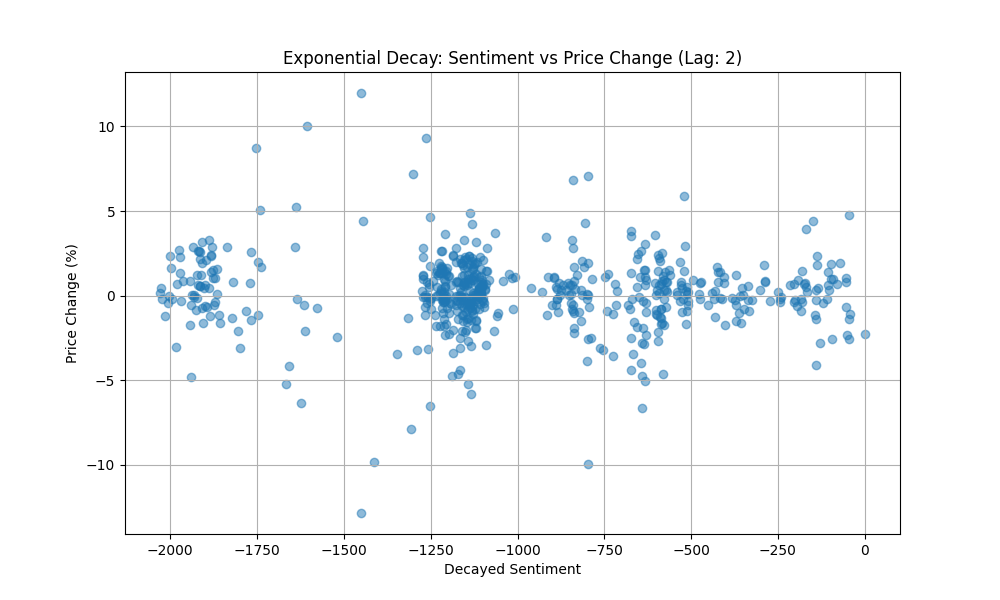 Exponential Decay: Sentiment vs Price Change (Lag: 2)
Price Change (%)
10
5
0
−5
−10
−2000 −1750 −1500 −1250 −1000 −750 −500 −250 0
Decayed Sentiment